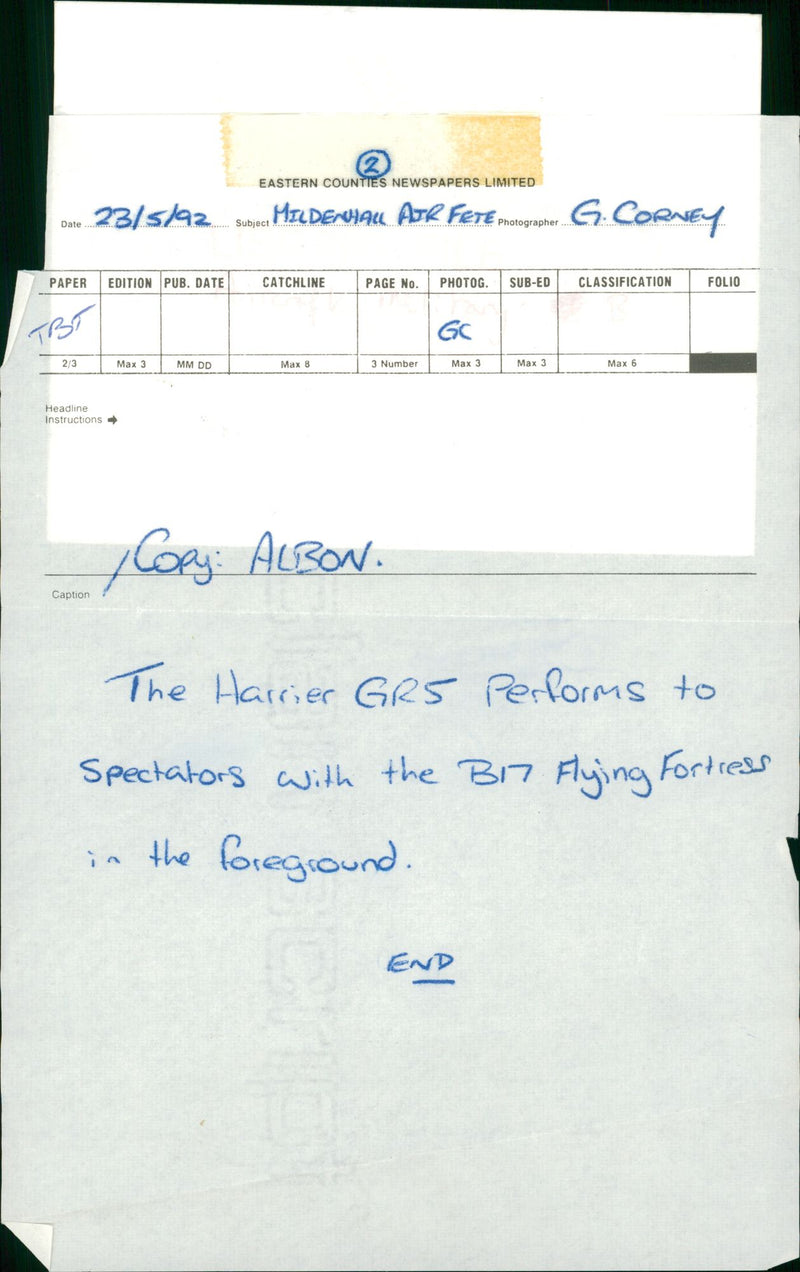 2
EASTERN COUNTIES NEWSPAPERS LIMITED
Date 23/5/92 Subject MILDENHALL AIR FETE Photographer G. CORNEY
PAPER EDITION PUB. DATE CATCHLINE PAGE No. PHOTOG. SUB-ED CLASSIFICATION FOLIO
TBT GC
2/3 Max 3 MM DD Max 8 3 Number Max 3 Max 3 Max 6
Headline
Instructions
Copy: ALBON.
Caption
The Harrier GR5 Performs to
Spectators with the B17 Flying Fortress
in the foreground.
END